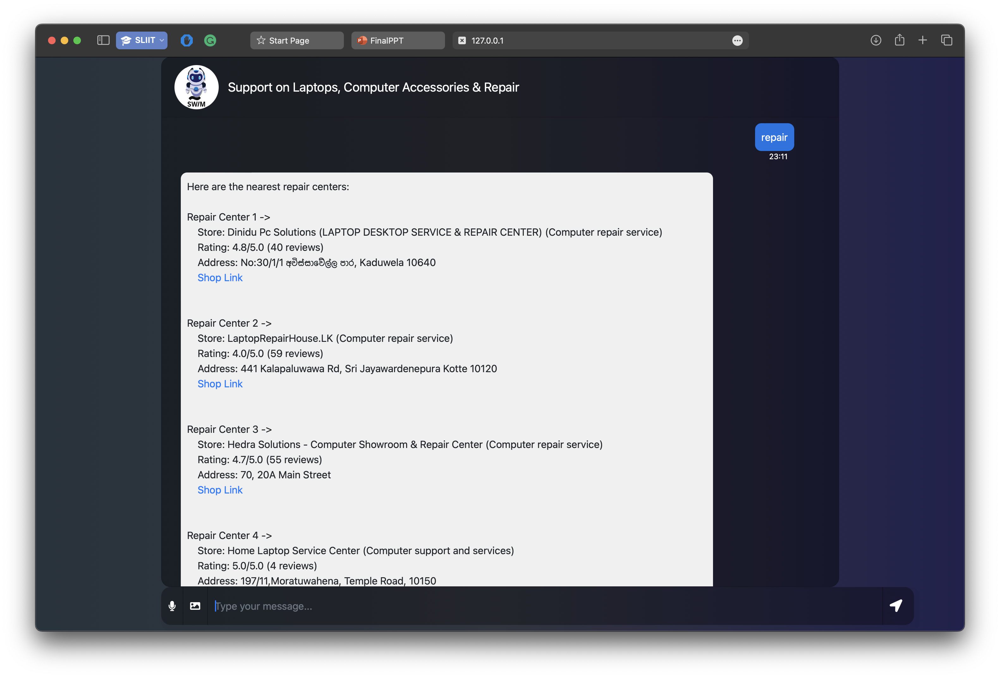 SLIIT
Start Page
FinalPPT
127.0.0.1
SW/M
Support on Laptops, Computer Accessories & Repair
repair
23:11
Here are the nearest repair centers:
Repair Center 1 ->
Store: Dinidu Pc Solutions (LAPTOP DESKTOP SERVICE & REPAIR CENTER) (Computer repair service)
Rating: 4.8/5.0 (40 reviews)
Address: No:30/1/1 අවිස්සාවේල්ල පාර, Kaduwela 10640
Shop Link
Repair Center 2 ->
Store: LaptopRepairHouse.LK (Computer repair service)
Rating: 4.0/5.0 (59 reviews)
Address: 441 Kalapaluwawa Rd, Sri Jayawardenepura Kotte 10120
Shop Link
Repair Center 3 ->
Store: Hedra Solutions - Computer Showroom & Repair Center (Computer repair service)
Rating: 4.7/5.0 (55 reviews)
Address: 70, 20A Main Street
Shop Link
Repair Center 4 ->
Store: Home Laptop Service Center (Computer support and services)
Rating: 5.0/5.0 (4 reviews)
Address: 197/11,Moratuwahena, Temple Road, 10150
Type your message...